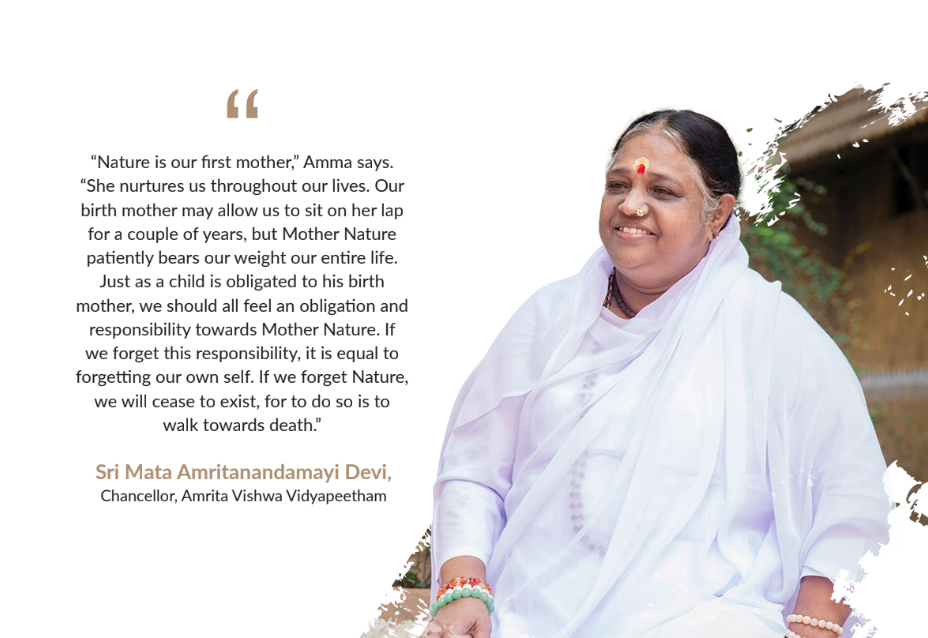 “
“Nature is our first mother,” Amma says.
“She nurtures us throughout our lives. Our
birth mother may allow us to sit on her lap
for a couple of years, but Mother Nature
patiently bears our weight our entire life.
Just as a child is obligated to his birth
mother, we should all feel an obligation and
responsibility towards Mother Nature. If
we forget this responsibility, it is equal to
forgetting our own self. If we forget Nature,
we will cease to exist, for to do so is to
walk towards death.”
Sri Mata Amritanandamayi Devi,
Chancellor, Amrita Vishwa Vidyapeetham